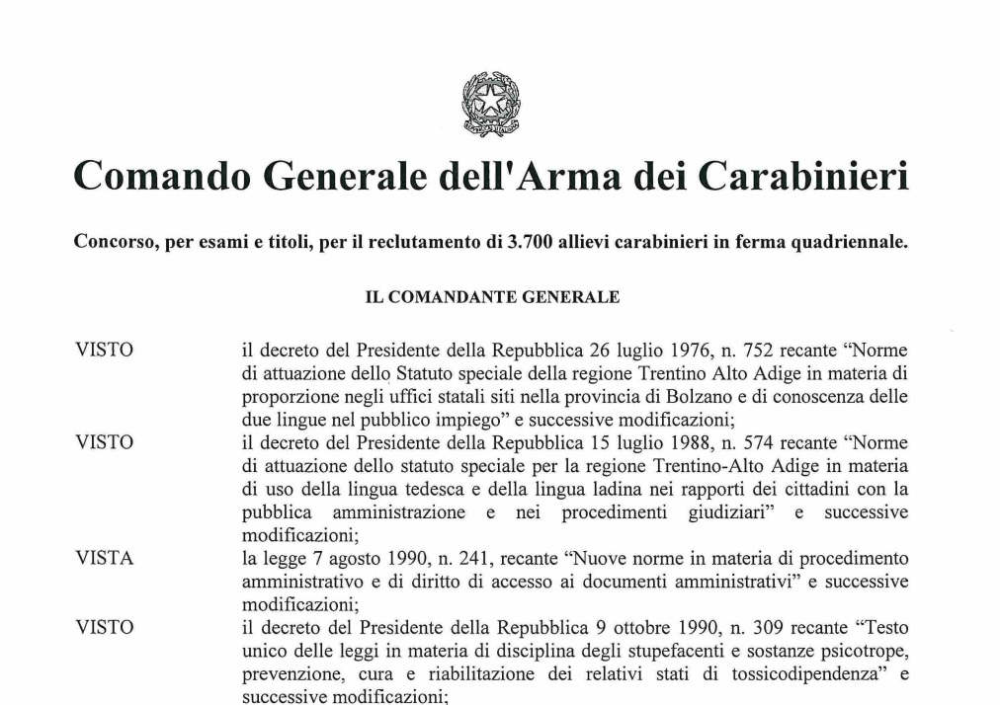 Comando Generale dell'Arma dei Carabinieri
Concorso, per esami e titoli, per il reclutamento di 3.700 allievi carabinieri in ferma quadriennale.
IL COMANDANTE GENERALE
VISTO il decreto del Presidente della Repubblica 26 luglio 1976, n. 752 recante “Norme
di attuazione dello Statuto speciale della regione Trentino Alto Adige in materia di
proporzione negli uffici statali siti nella provincia di Bolzano e di conoscenza delle
due lingue nel pubblico impiego” e successive modificazioni;
VISTO il decreto del Presidente della Repubblica 15 luglio 1988, n. 574 recante “Norme
di attuazione dello statuto speciale per la regione Trentino-Alto Adige in materia
di uso della lingua tedesca e della lingua ladina nei rapporti dei cittadini con la
pubblica amministrazione e nei procedimenti giudiziari” e successive
modificazioni;
VISTA la legge 7 agosto 1990, n. 241, recante “Nuove norme in materia di procedimento
amministrativo e di diritto di accesso ai documenti amministrativi” e successive
modificazioni;
VISTO il decreto del Presidente della Repubblica 9 ottobre 1990, n. 309 recante “Testo
unico delle leggi in materia di disciplina degli stupefacenti e sostanze psicotrope,
prevenzione, cura e riabilitazione dei relativi stati di tossicodipendenza” e
successive modificazioni;